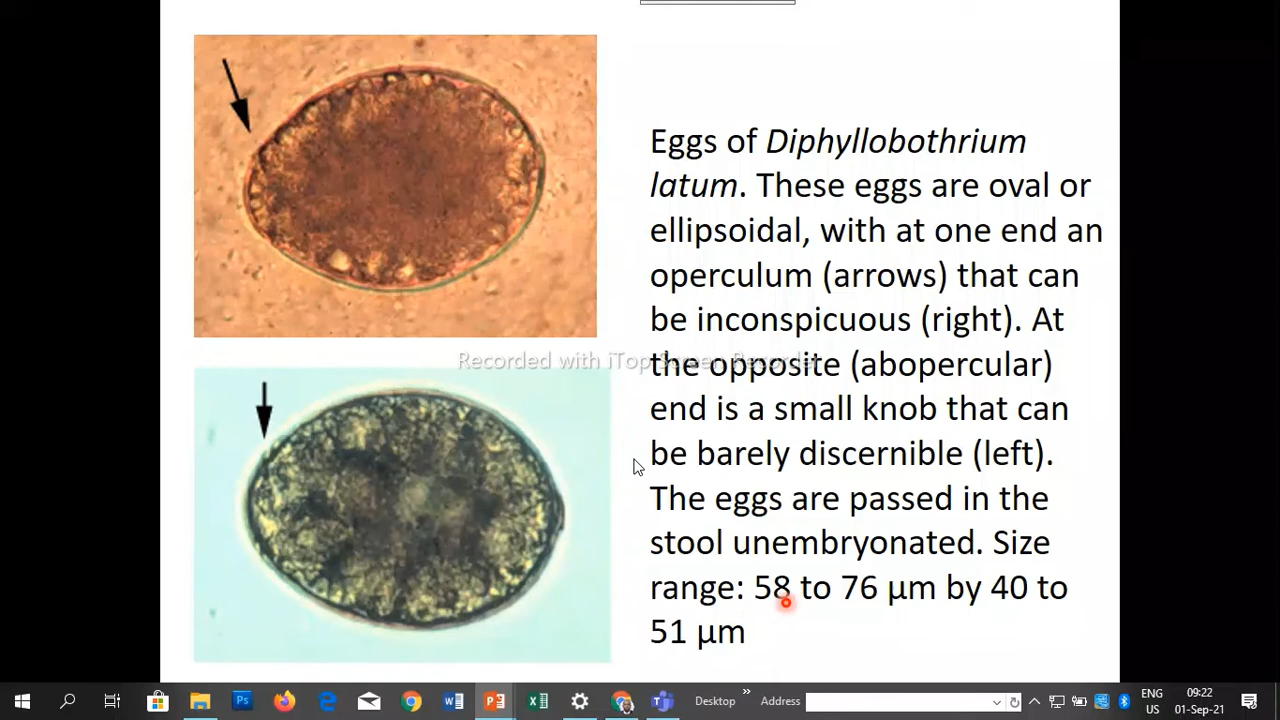 Eggs of Diphyllobothrium
latum. These eggs are oval or
ellipsoidal, with at one end an
operculum (arrows) that can
be inconspicuous (right). At
Recorded with iTop Screen Recorder
the opposite (abopercular)
end is a small knob that can
be barely discernible (left).
The eggs are passed in the
stool unembryonated. Size
range: 58 to 76 µm by 40 to
51 µm
Desktop
Address
ENG
US
09:22
01-Sep-21